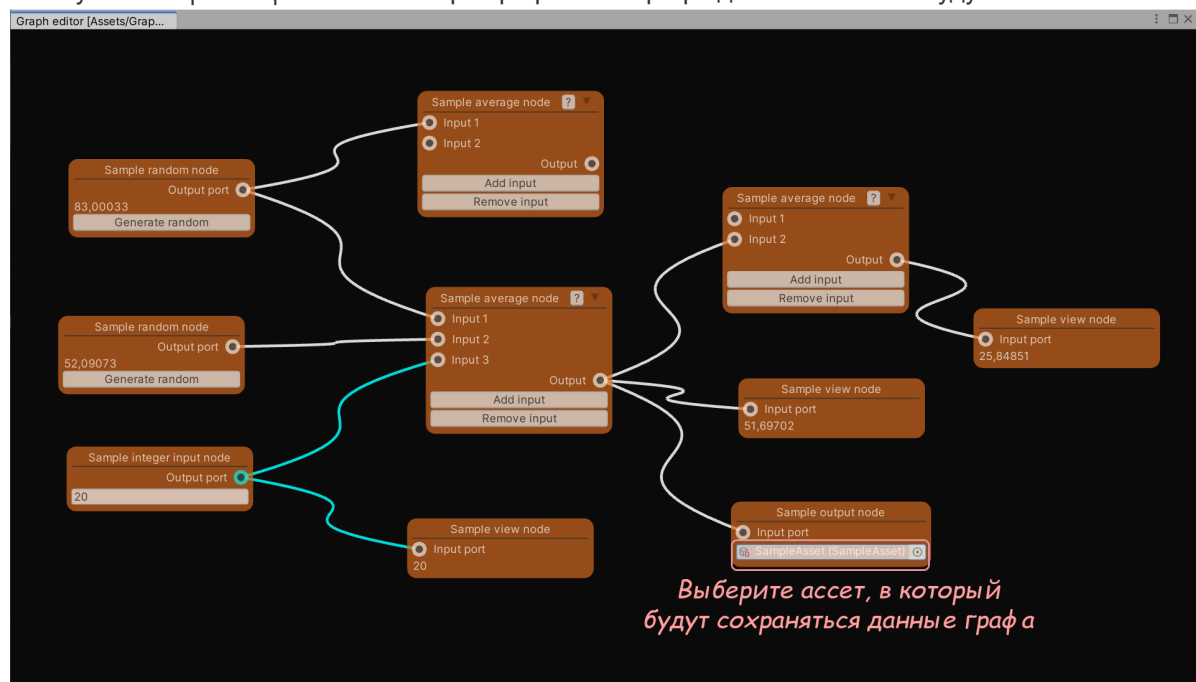 Graph editor [Assets/Grap...
Sample average node ?
Input 1
Input 2
Output
Add input
Remove input
Sample random node
Output port
83,00033
Generate random
Sample average node ?
Input 1
Input 2
Output
Add input
Remove input
Sample average node ?
Input 1
Input 2
Input 3
Output
Add input
Remove input
Sample random node
Output port
52,09073
Generate random
Sample view node
Input port
25,84851
Sample view node
Input port
51,69702
Sample integer input node
Output port
20
Sample view node
Input port
20
Sample output node
Input port
SampleAsset (SampleAsset)
Выберите ассет, в который
будут сохраняться данные графа